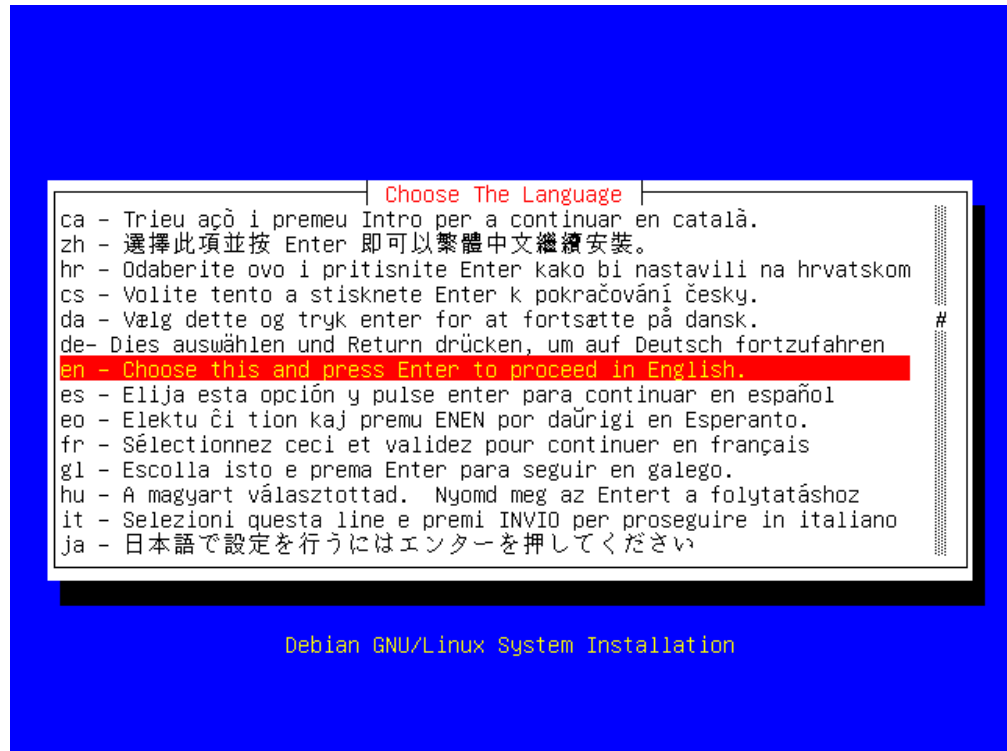 Choose The Language
ca - Trieu açò i premeu Intro per a continuar en català.
zh - 選擇此項並按 Enter 即可以繁體中文繼續安裝。
hr - Odaberite ovo i pritisnite Enter kako bi nastavili na hrvatskom
cs - Volite tento a stisknete Enter k pokračování česky.
da - Vælg dette og tryk enter for at fortsætte på dansk. #
de- Dies auswählen und Return drücken, um auf Deutsch fortzufahren
en - Choose this and press Enter to proceed in English.
es - Elija esta opción y pulse enter para continuar en español
eo - Elektu ĉi tion kaj premu ENEN por daŭrigi en Esperanto.
fr - Sélectionnez ceci et validez pour continuer en français
gl - Escolla isto e prema Enter para seguir en galego.
hu - A magyart választottad.  Nyomd meg az Entert a folytatáshoz
it - Selezioni questa line e premi INVIO per proseguire in italiano
ja - 日本語で設定を行うにはエンターを押してください
Debian GNU/Linux System Installation